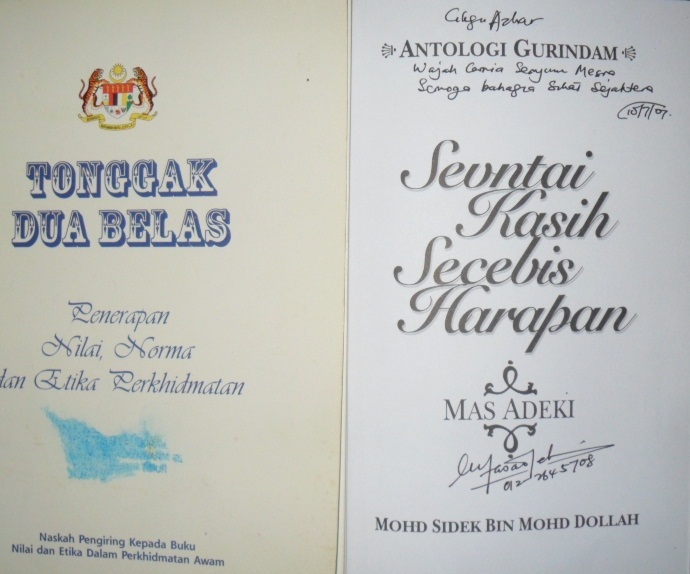 TONGGAK
DUA BELAS
Penerapan
Nilai, Norma
dan Etika Perkhidmatan
Naskah Pengiring Kepada Buku
Nilai dan Etika Dalam Perkhidmatan Awam
Cikgu Azhar
ANTOLOGI GURINDAM
Wajah Ceria Senyum Mesra
Semoga bahagia Sihat Sejahtera
Seuntai
Kasih
Secebis
Harapan
MAS ADEKI
012 2645708
MOHD SIDEK BIN MOHD DOLLAH